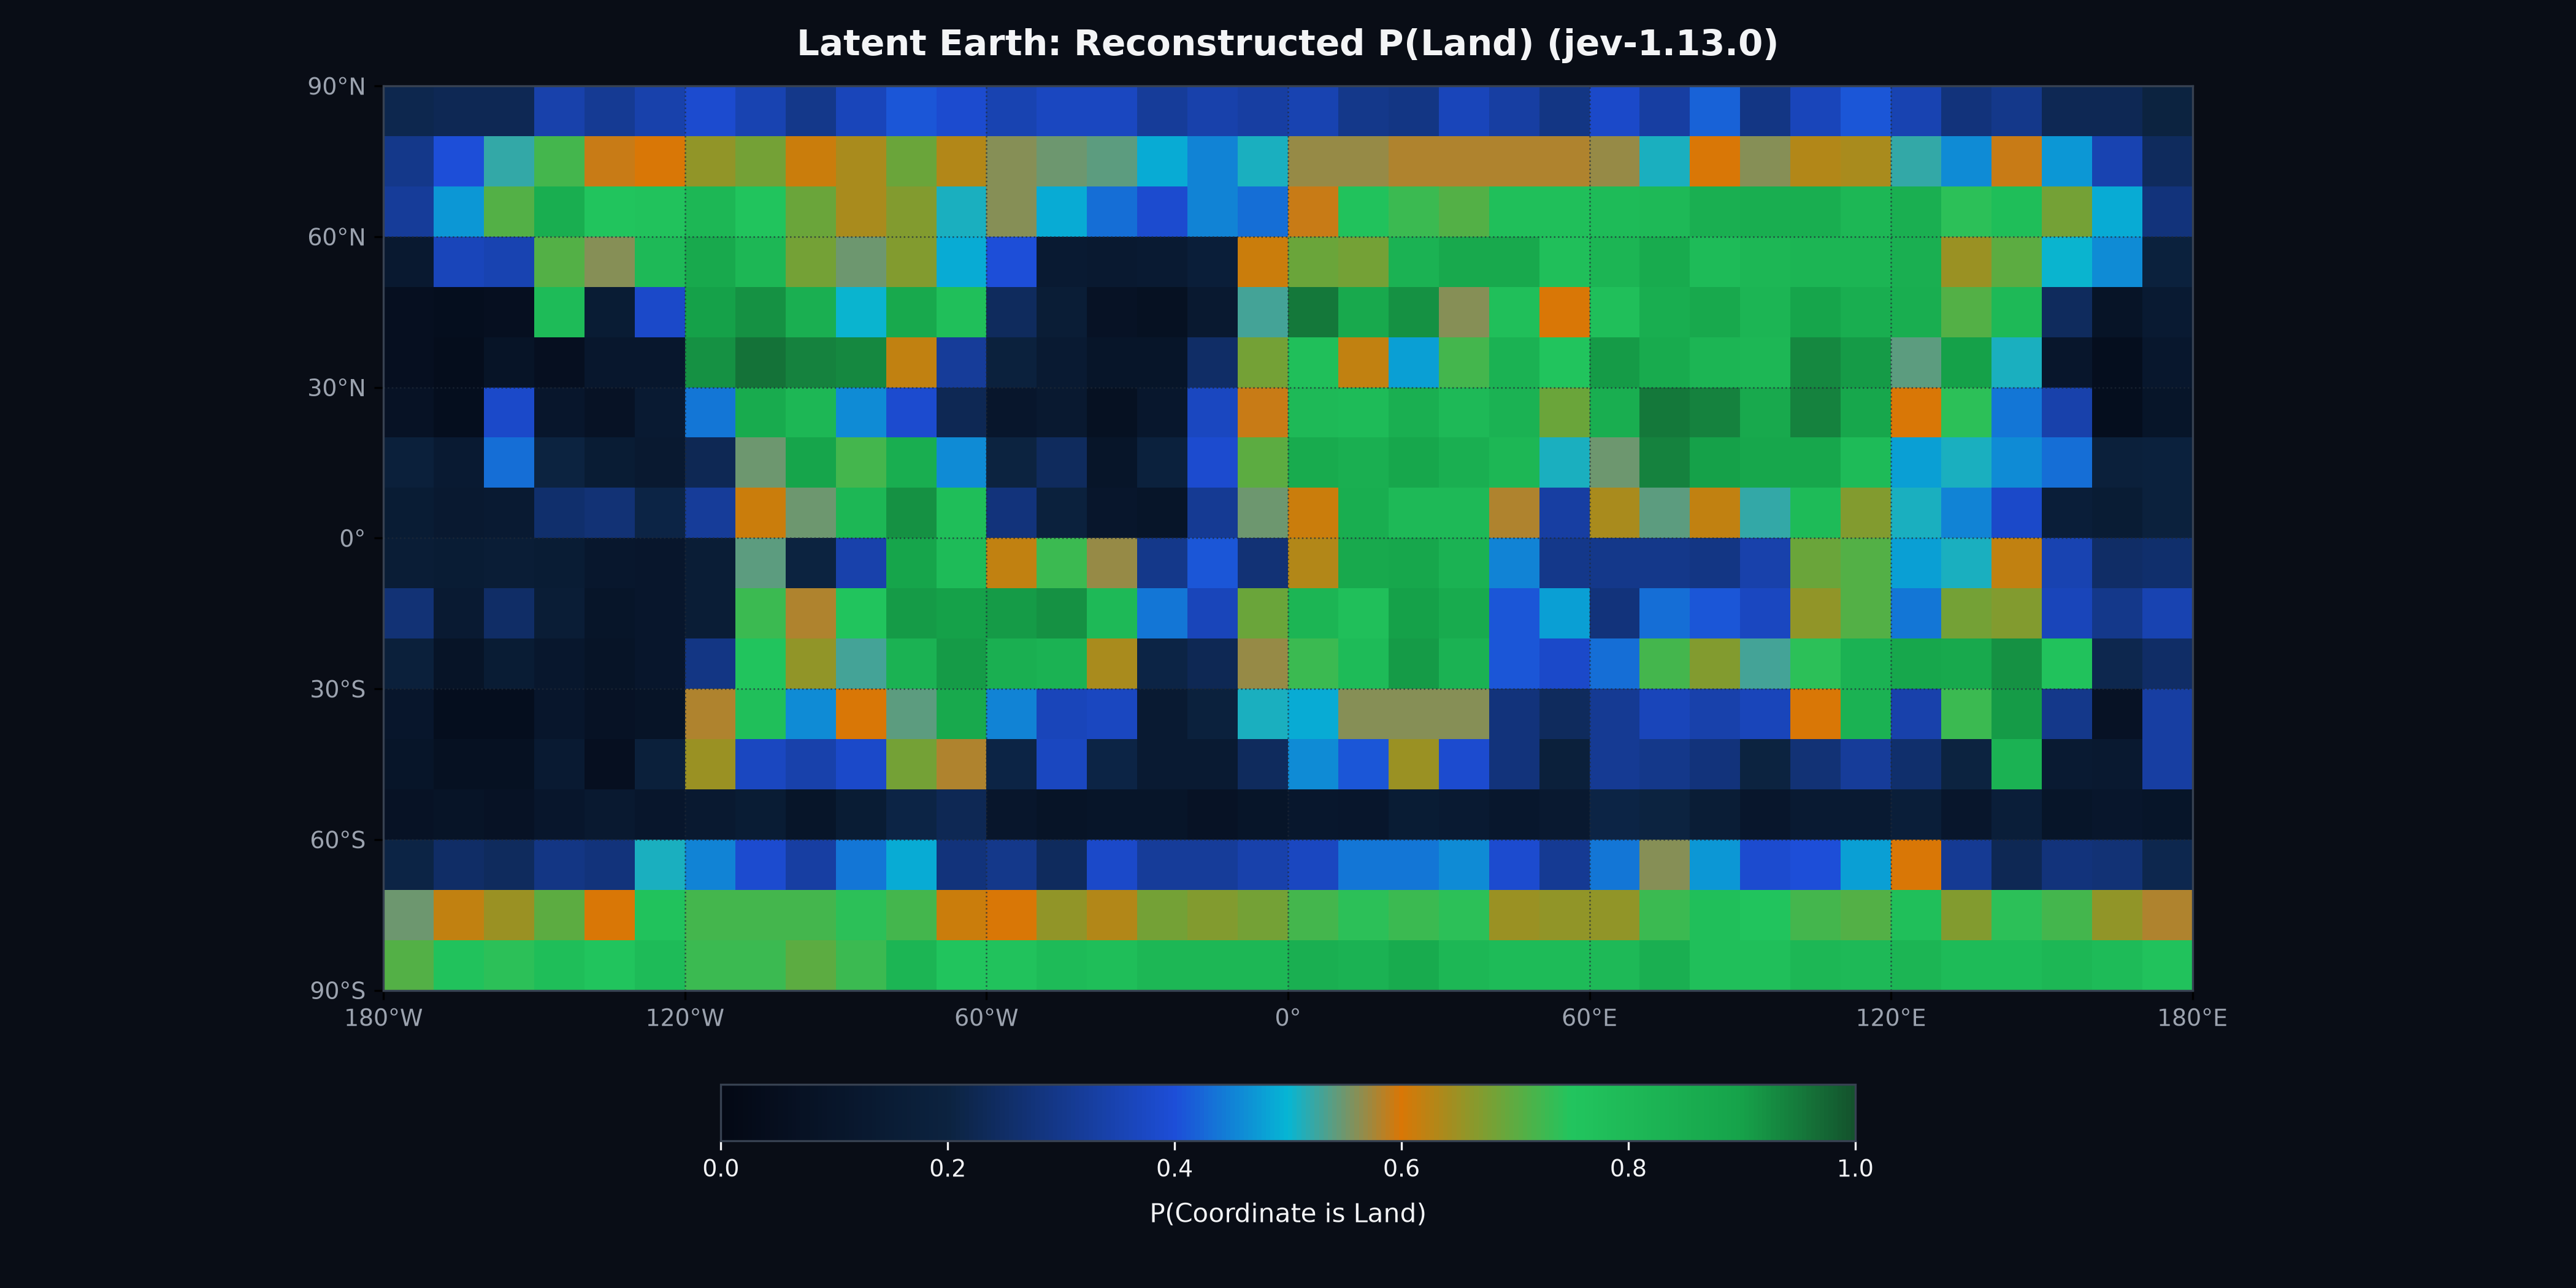 Latent Earth: Reconstructed P(Land) (jev-1.13.0)
90°N
60°N
30°N
0°
30°S
60°S
90°S
180°W 120°W 60°W 0° 60°E 120°E 180°E
0.0 0.2 0.4 0.6 0.8 1.0
P(Coordinate is Land)